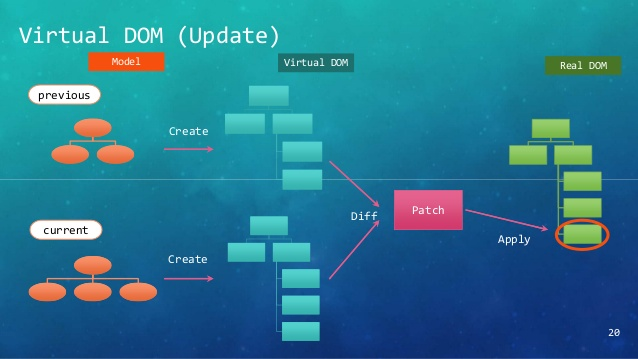 Virtual DOM (Update)
Model
Virtual DOM
Real DOM
previous
Create
Diff
Patch
Apply
current
Create
20